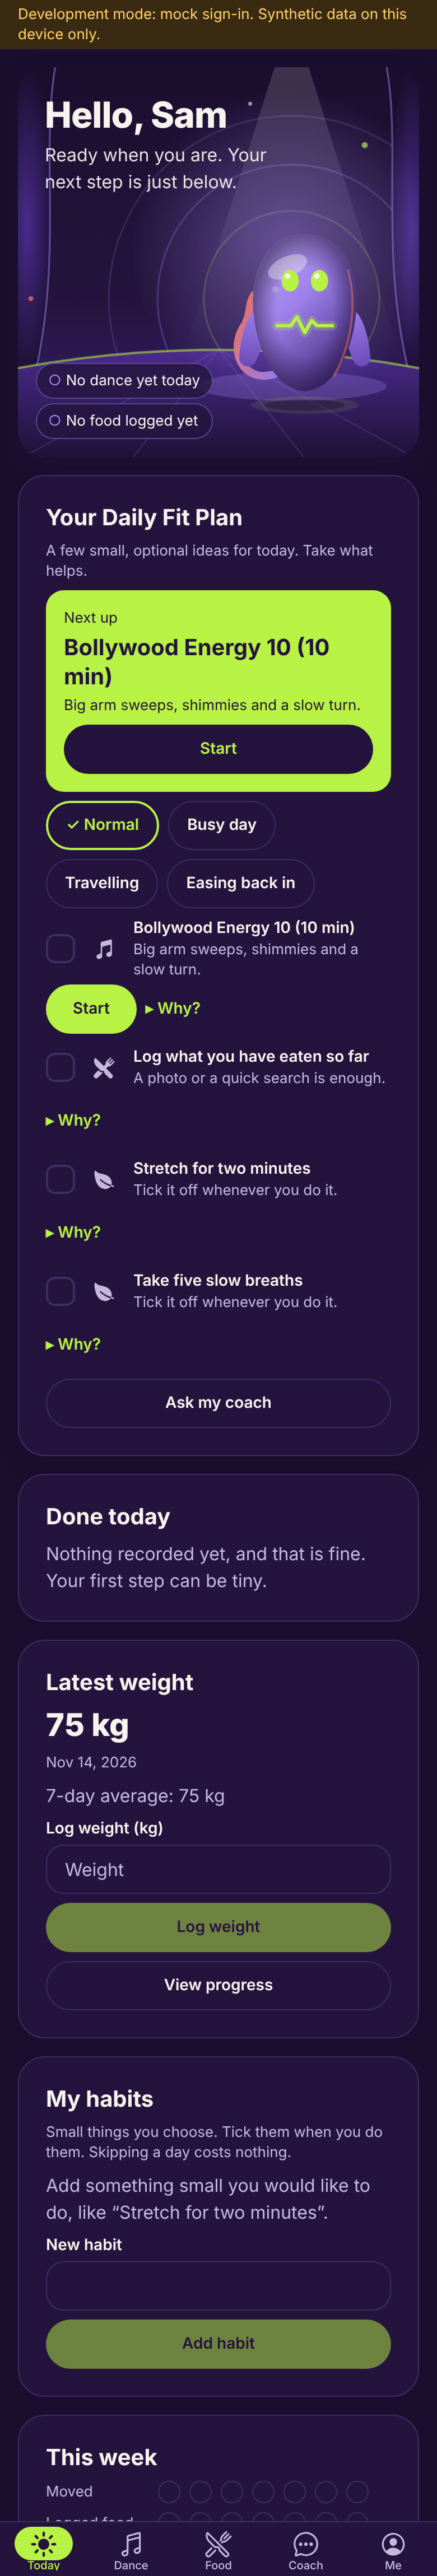 Development mode: mock sign-in. Synthetic data on this
device only.
Hello, Sam
Ready when you are. Your
next step is just below.
No dance yet today
No food logged yet
Your Daily Fit Plan
A few small, optional ideas for today. Take what
helps.
Next up
Bollywood Energy 10 (10
min)
Big arm sweeps, shimmies and a slow turn.
Start
✓ Normal
Busy day
Travelling
Easing back in
Bollywood Energy 10 (10 min)
Big arm sweeps, shimmies and a
slow turn.
Start
▸ Why?
Log what you have eaten so far
A photo or a quick search is enough.
▸ Why?
Stretch for two minutes
Tick it off whenever you do it.
▸ Why?
Take five slow breaths
Tick it off whenever you do it.
▸ Why?
Ask my coach
Done today
Nothing recorded yet, and that is fine.
Your first step can be tiny.
Latest weight
75 kg
Nov 14, 2026
7-day average: 75 kg
Log weight (kg)
Weight
Log weight
View progress
My habits
Small things you choose. Tick them when you do
them. Skipping a day costs nothing.
Add something small you would like to
do, like “Stretch for two minutes”.
New habit
Add habit
This week
Moved
Logged food
Today
Dance
Food
Coach
Me